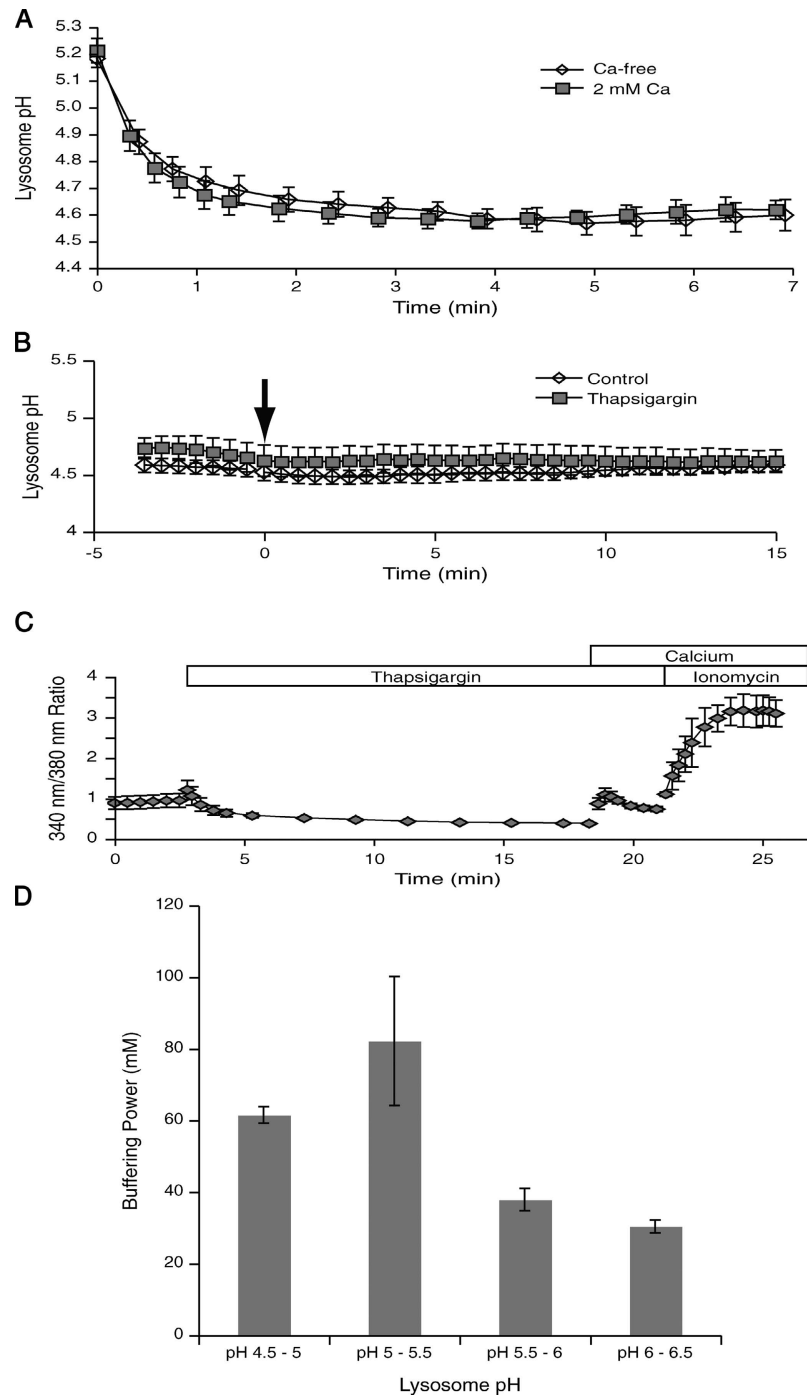 A
5.3
5.2
5.1
5.0
4.9
4.8
4.7
4.6
4.5
4.4
Lysosome pH
Ca-free
2 mM Ca
0 1 2 3 4 5 6 7
Time (min)
B
5.5
5
4.5
4
Lysosome pH
Control
Thapsigargin
-5 0 5 10 15
Time (min)
C
Calcium
Thapsigargin Ionomycin
4
3
2
1
0
340 nm/380 nm Ratio
0 5 10 15 20 25
Time (min)
D
120
100
80
60
40
20
0
Buffering Power (mM)
pH 4.5 - 5 pH 5 - 5.5 pH 5.5 - 6 pH 6 - 6.5
Lysosome pH